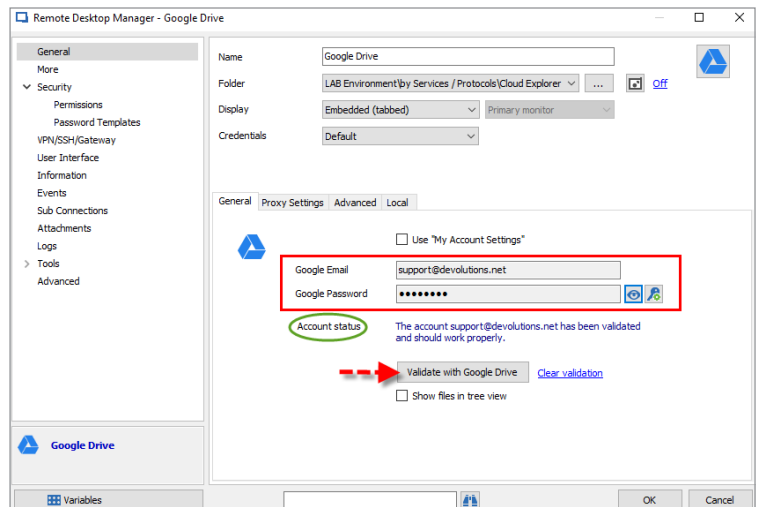 Remote Desktop Manager - Google Drive
General
More
Security
Permissions
Password Templates
VPN/SSH/Gateway
User Interface
Information
Events
Sub Connections
Attachments
Logs
Tools
Advanced
Google Drive
Variables
Name
Google Drive
Folder
LAB Environment\by Services / Protocols\Cloud Explorer
...
Off
Display
Embedded (tabbed)
Primary monitor
Credentials
Default
General Proxy Settings Advanced Local
Use "My Account Settings"
Google Email
support@devolutions.net
Google Password
••••••••
Account status
The account support@devolutions.net has been validated
and should work properly.
Validate with Google Drive
Clear validation
Show files in tree view
OK
Cancel